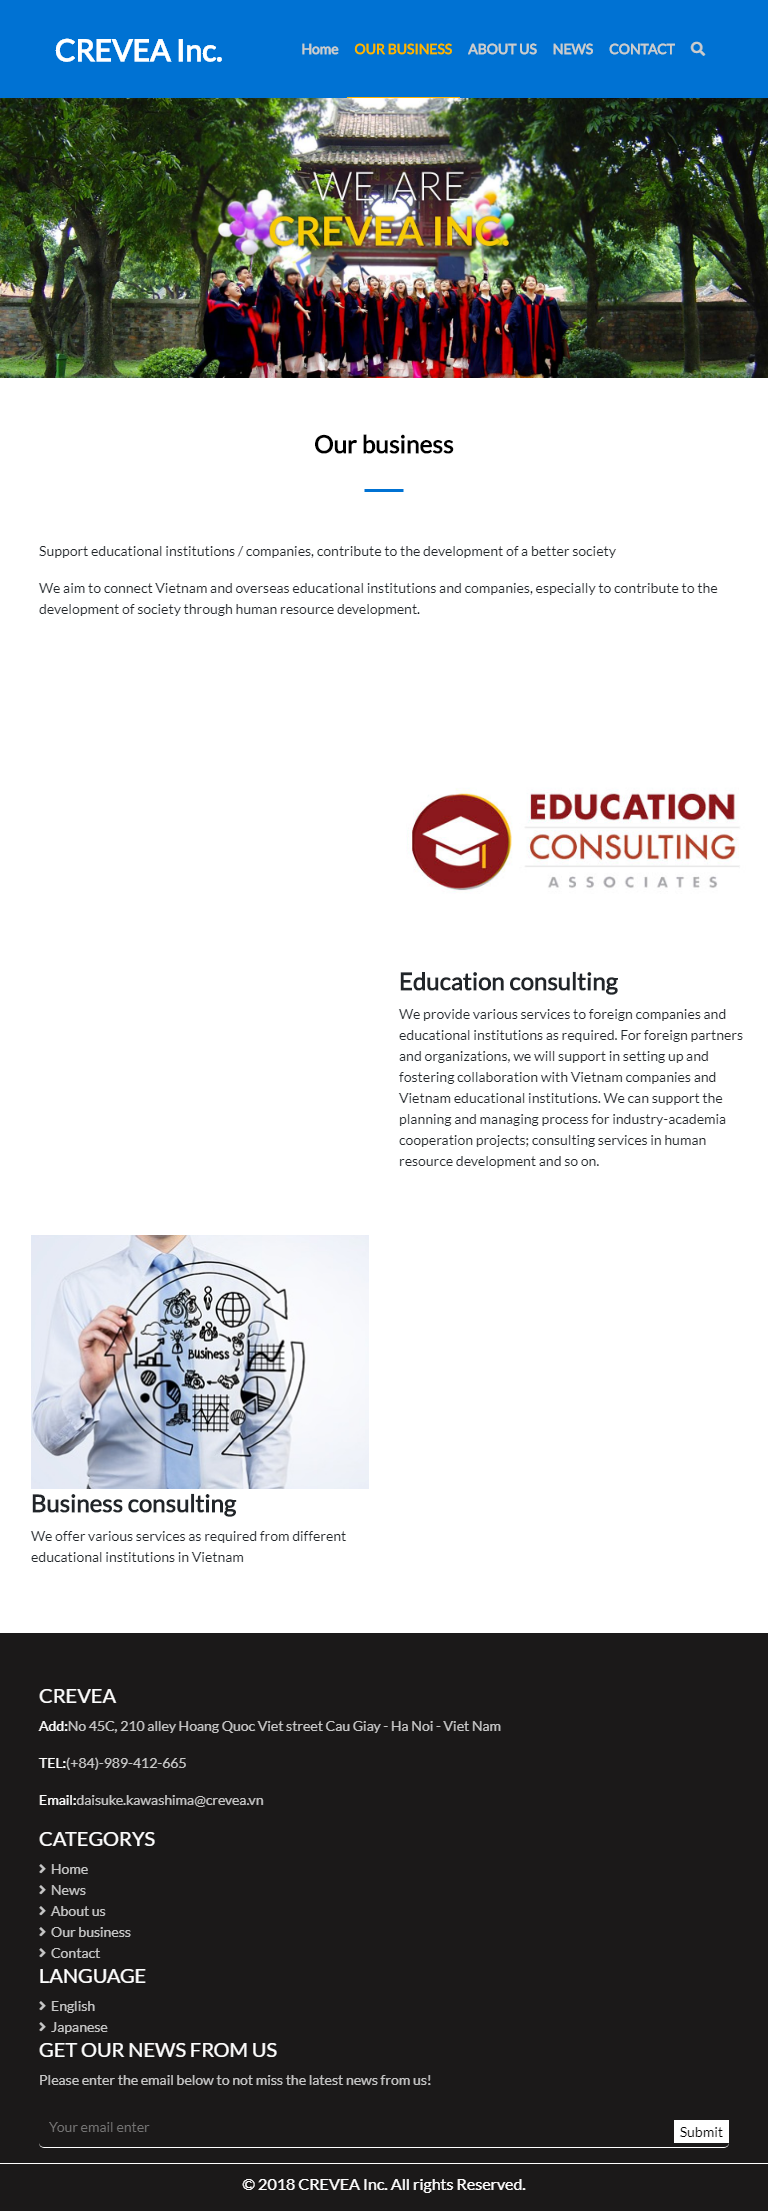 CREVEA Inc.
Home OUR BUSINESS ABOUT US NEWS CONTACT
WE ARE
CREVEA INC.
Our business
Support educational institutions / companies, contribute to the development of a better society
We aim to connect Vietnam and overseas educational institutions and companies, especially to contribute to the
development of society through human resource development.
EDUCATION
CONSULTING
ASSOCIATES
Education consulting
We provide various services to foreign companies and
educational institutions as required. For foreign partners
and organizations, we will support in setting up and
fostering collaboration with Vietnam companies and
Vietnam educational institutions. We can support the
planning and managing process for industry-academia
cooperation projects; consulting services in human
resource development and so on.
Business
Business consulting
We offer various services as required from different
educational institutions in Vietnam
CREVEA
Add:No 45C, 210 alley Hoang Quoc Viet street Cau Giay - Ha Noi - Viet Nam
TEL:(+84)-989-412-665
Email:daisuke.kawashima@crevea.vn
CATEGORYS
Home
News
About us
Our business
Contact
LANGUAGE
English
Japanese
GET OUR NEWS FROM US
Please enter the email below to not miss the latest news from us!
Your email enter
Submit
© 2018 CREVEA Inc. All rights Reserved.